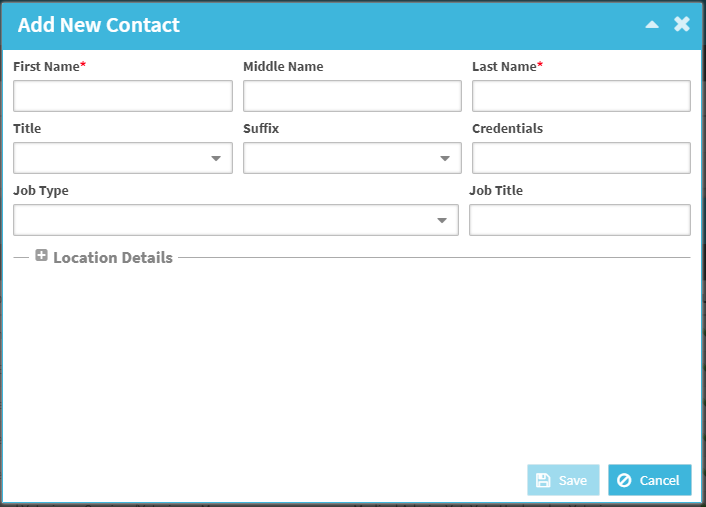 Add New Contact
First Name* Middle Name Last Name*
Title Suffix Credentials
Job Type Job Title
Location Details
Save Cancel